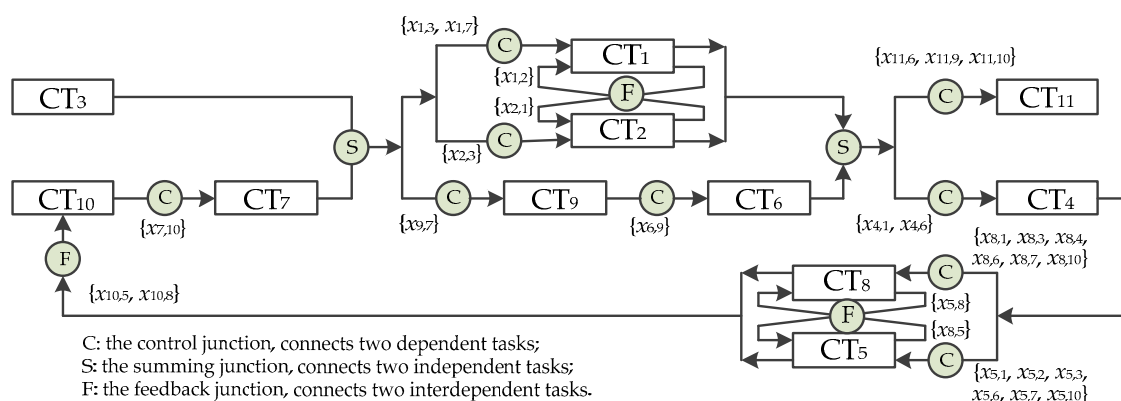 {x1,3, x1,7}
C
CT1
{x11,6, x11,9, x11,10}
{x1,2}
C
CT11
CT3
F
{x2,1}
C
CT2
S
S
{x2,3}
CT10
C
CT7
C
CT9
C
CT6
C
CT4
{x7,10}
{x9,7}
{x6,9}
{x4,1, x4,6}
{x8,1, x8,3, x8,4,
x8,6, x8,7, x8,10}
F
C
CT8
{x10,5, x10,8}
{x5,8}
F
{x8,5}
CT5
C
C: the control junction, connects two dependent tasks;
S: the summing junction, connects two independent tasks;
F: the feedback junction, connects two interdependent tasks.
{x5,1, x5,2, x5,3,
x5,6, x5,7, x5,10}